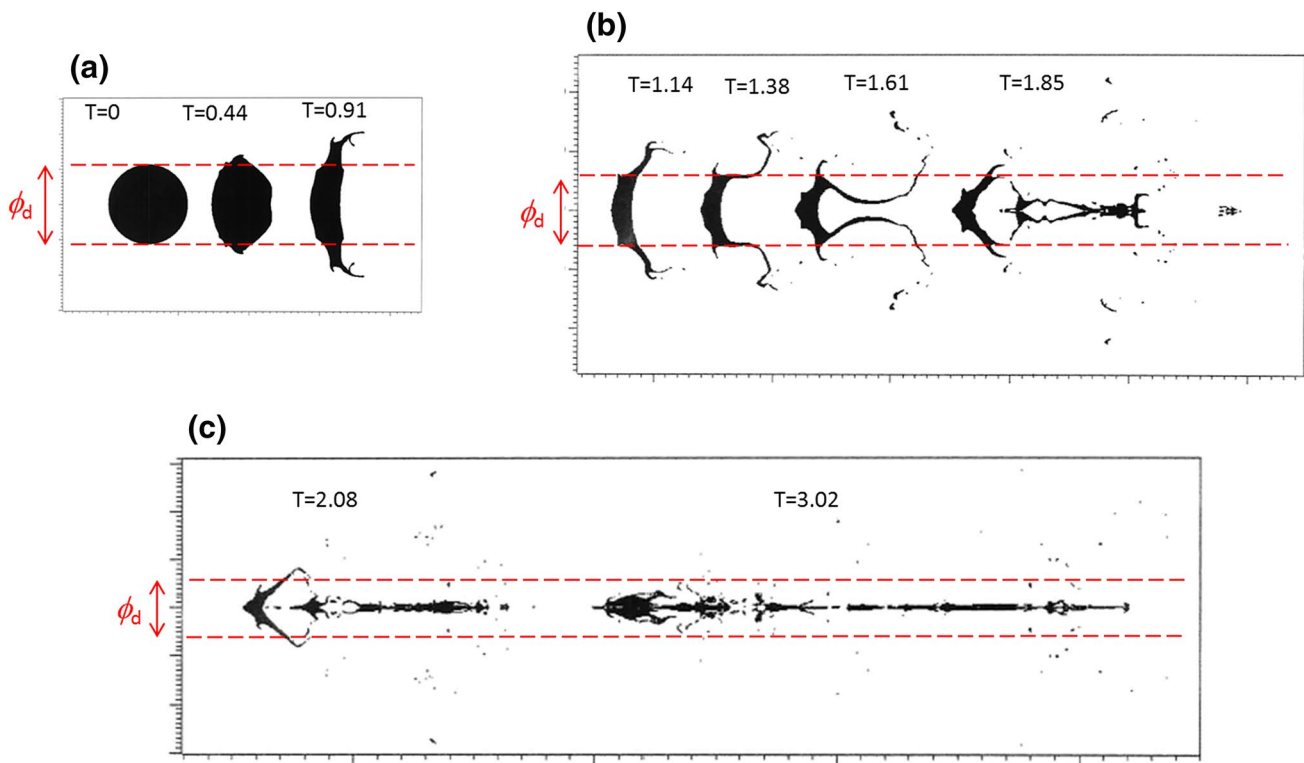 (a)
T=0 T=0.44 T=0.91
ϕd
(b)
T=1.14 T=1.38 T=1.61 T=1.85
ϕd
(c)
T=2.08 T=3.02
ϕd